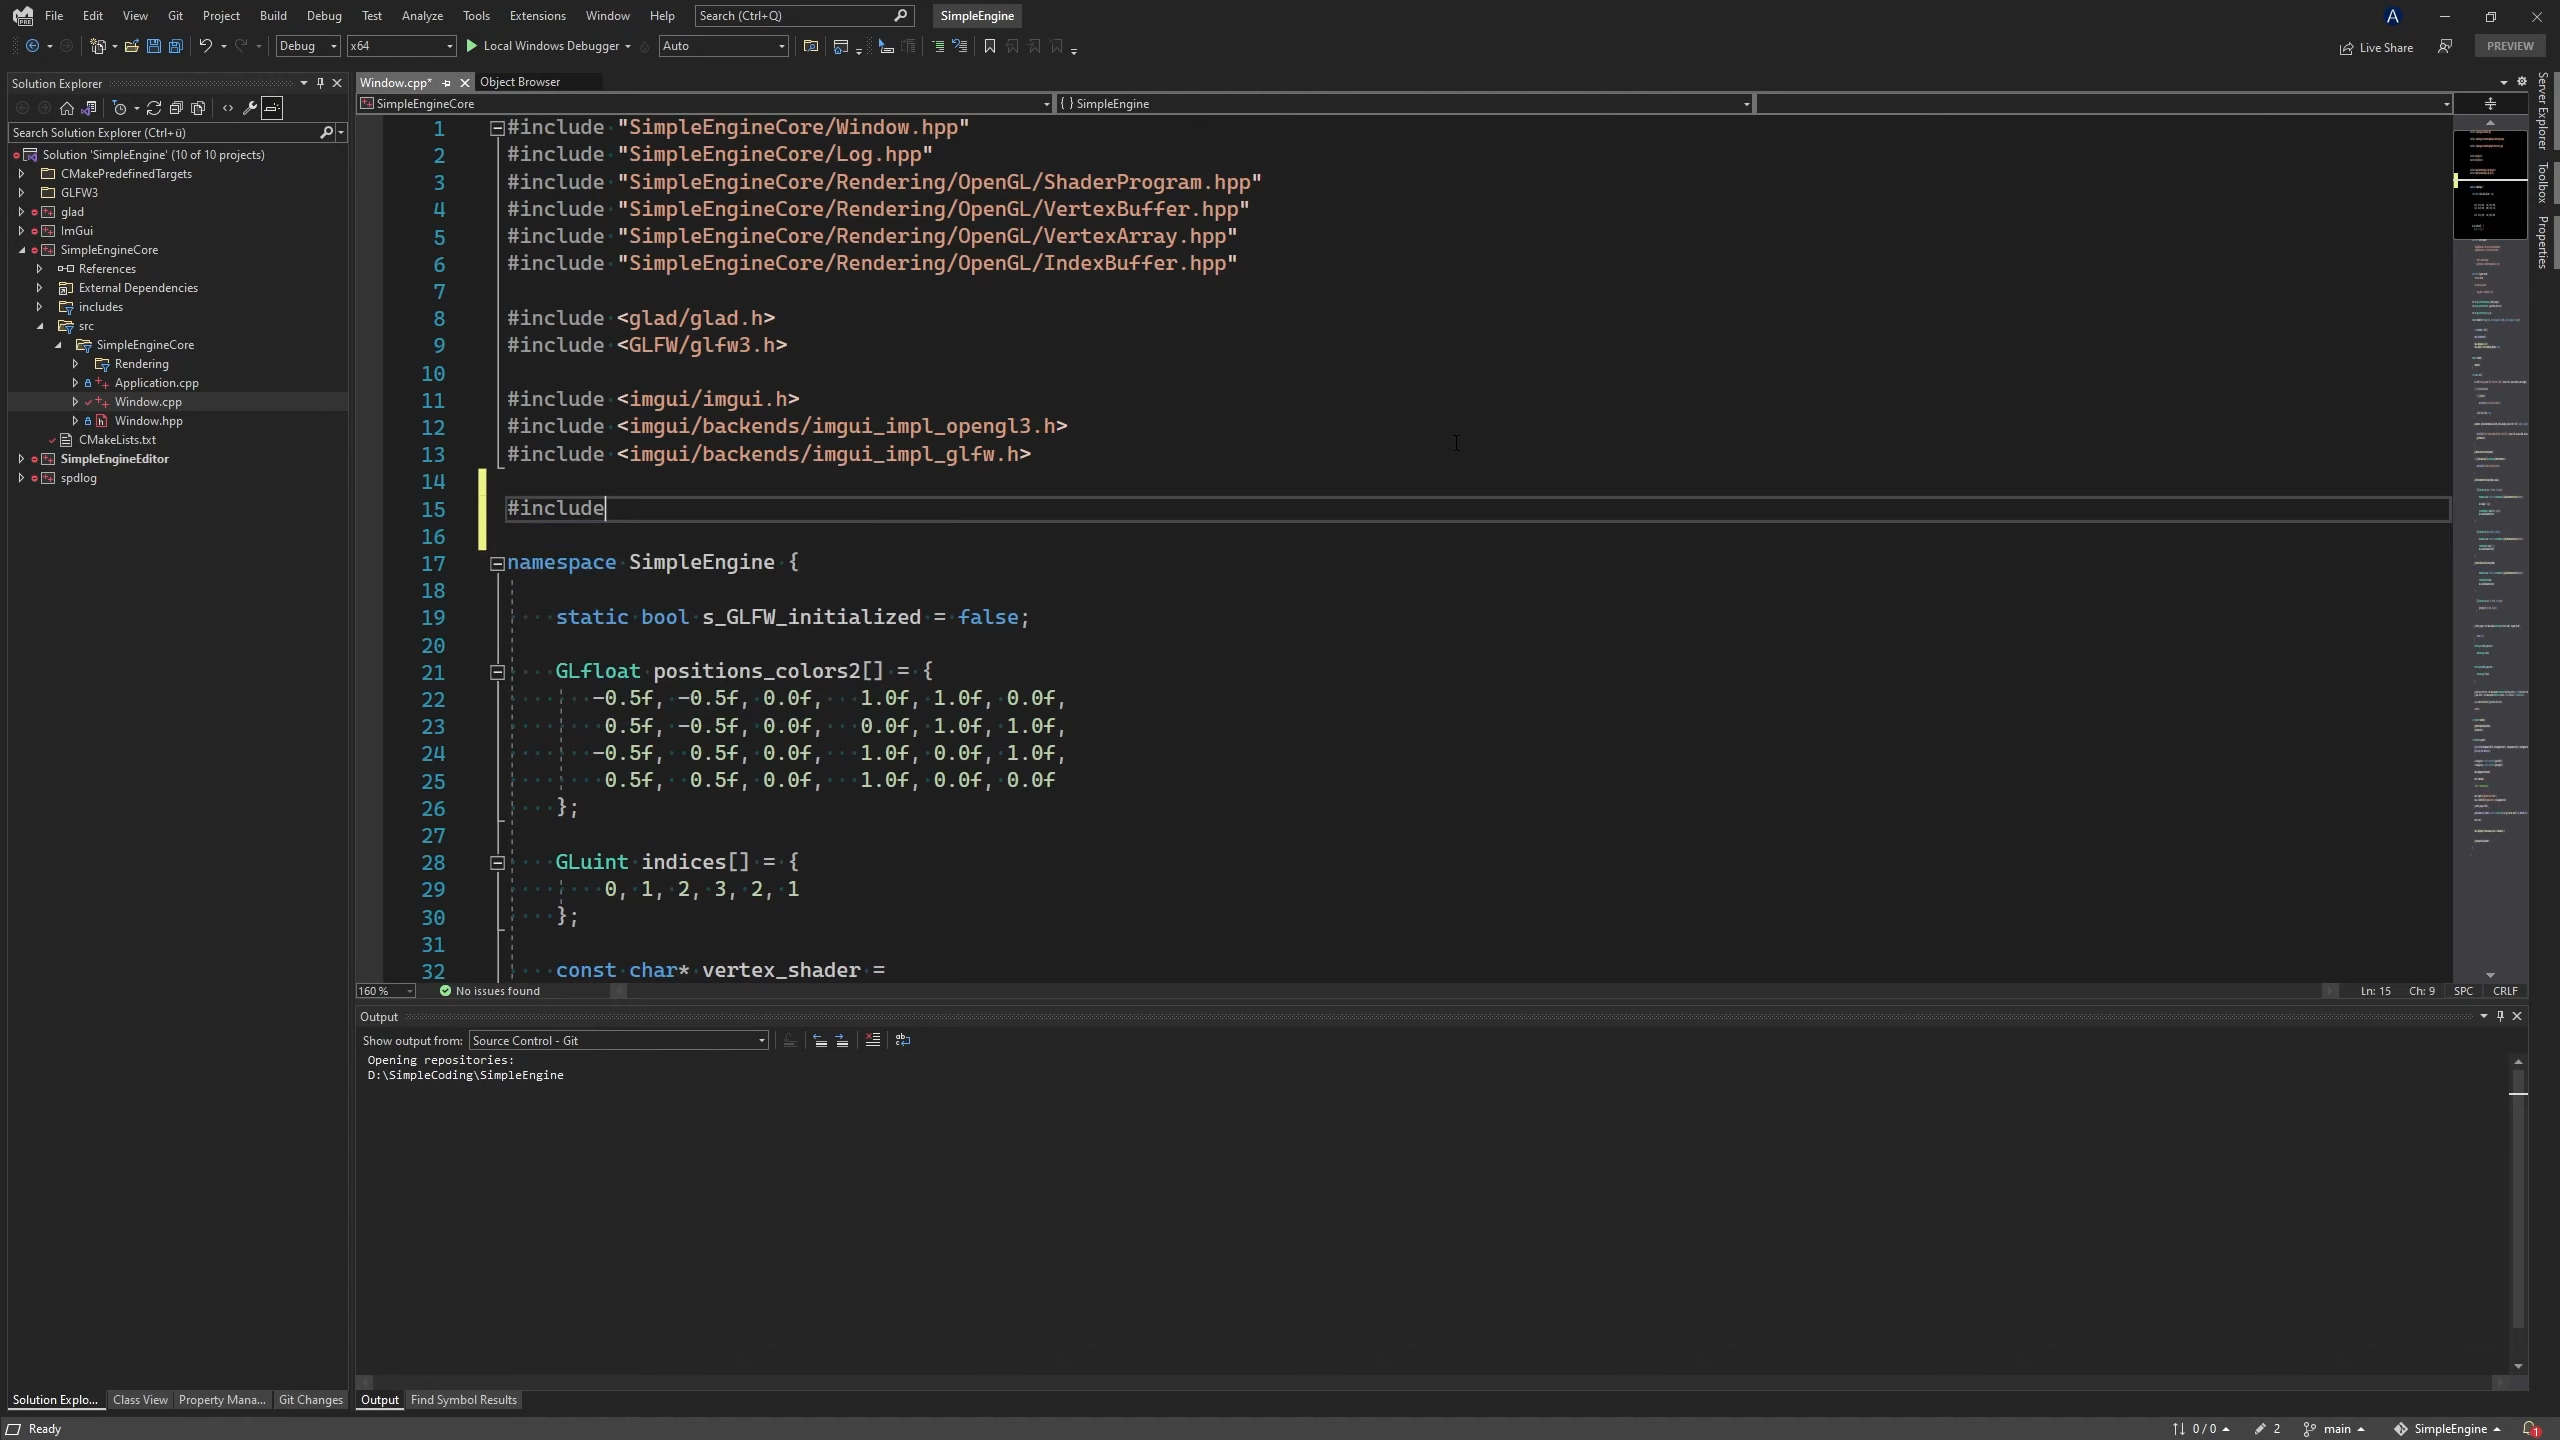 File Edit View Git Project Build Debug Test Analyze Tools Extensions Window Help Search (Ctrl+Q) SimpleEngine A
Debug x64 Local Windows Debugger Auto Live Share PREVIEW
Solution Explorer
Search Solution Explorer (Ctrl+ü)
Solution 'SimpleEngine' (10 of 10 projects)
CMakePredefinedTargets
GLFW3
glad
ImGui
SimpleEngineCore
References
External Dependencies
includes
src
SimpleEngineCore
Rendering
Application.cpp
Window.cpp
Window.hpp
CMakeLists.txt
SimpleEngineEditor
spdlog
Solution Explo... Class View Property Mana... Git Changes
Window.cpp* Object Browser
SimpleEngineCore { } SimpleEngine
1 #include "SimpleEngineCore/Window.hpp"
2 #include "SimpleEngineCore/Log.hpp"
3 #include "SimpleEngineCore/Rendering/OpenGL/ShaderProgram.hpp"
4 #include "SimpleEngineCore/Rendering/OpenGL/VertexBuffer.hpp"
5 #include "SimpleEngineCore/Rendering/OpenGL/VertexArray.hpp"
6 #include "SimpleEngineCore/Rendering/OpenGL/IndexBuffer.hpp"
7
8 #include <glad/glad.h>
9 #include <GLFW/glfw3.h>
10
11 #include <imgui/imgui.h>
12 #include <imgui/backends/imgui_impl_opengl3.h>
13 #include <imgui/backends/imgui_impl_glfw.h>
14
15 #include
16
17 namespace SimpleEngine {
18
19 static bool s_GLFW_initialized = false;
20
21 GLfloat positions_colors2[] = {
22 -0.5f, -0.5f, 0.0f, 1.0f, 1.0f, 0.0f,
23 0.5f, -0.5f, 0.0f, 0.0f, 1.0f, 1.0f,
24 -0.5f, 0.5f, 0.0f, 1.0f, 0.0f, 1.0f,
25 0.5f, 0.5f, 0.0f, 1.0f, 0.0f, 0.0f
26 };
27
28 GLuint indices[] = {
29 0, 1, 2, 3, 2, 1
30 };
31
32 const char* vertex_shader =
160 % No issues found Ln: 15 Ch: 9 SPC CRLF
Output
Show output from: Source Control - Git
Opening repositories:
D:\SimpleCoding\SimpleEngine
Output Find Symbol Results
Server Explorer
Toolbox
Properties
Ready 0 / 0 2 main SimpleEngine 1